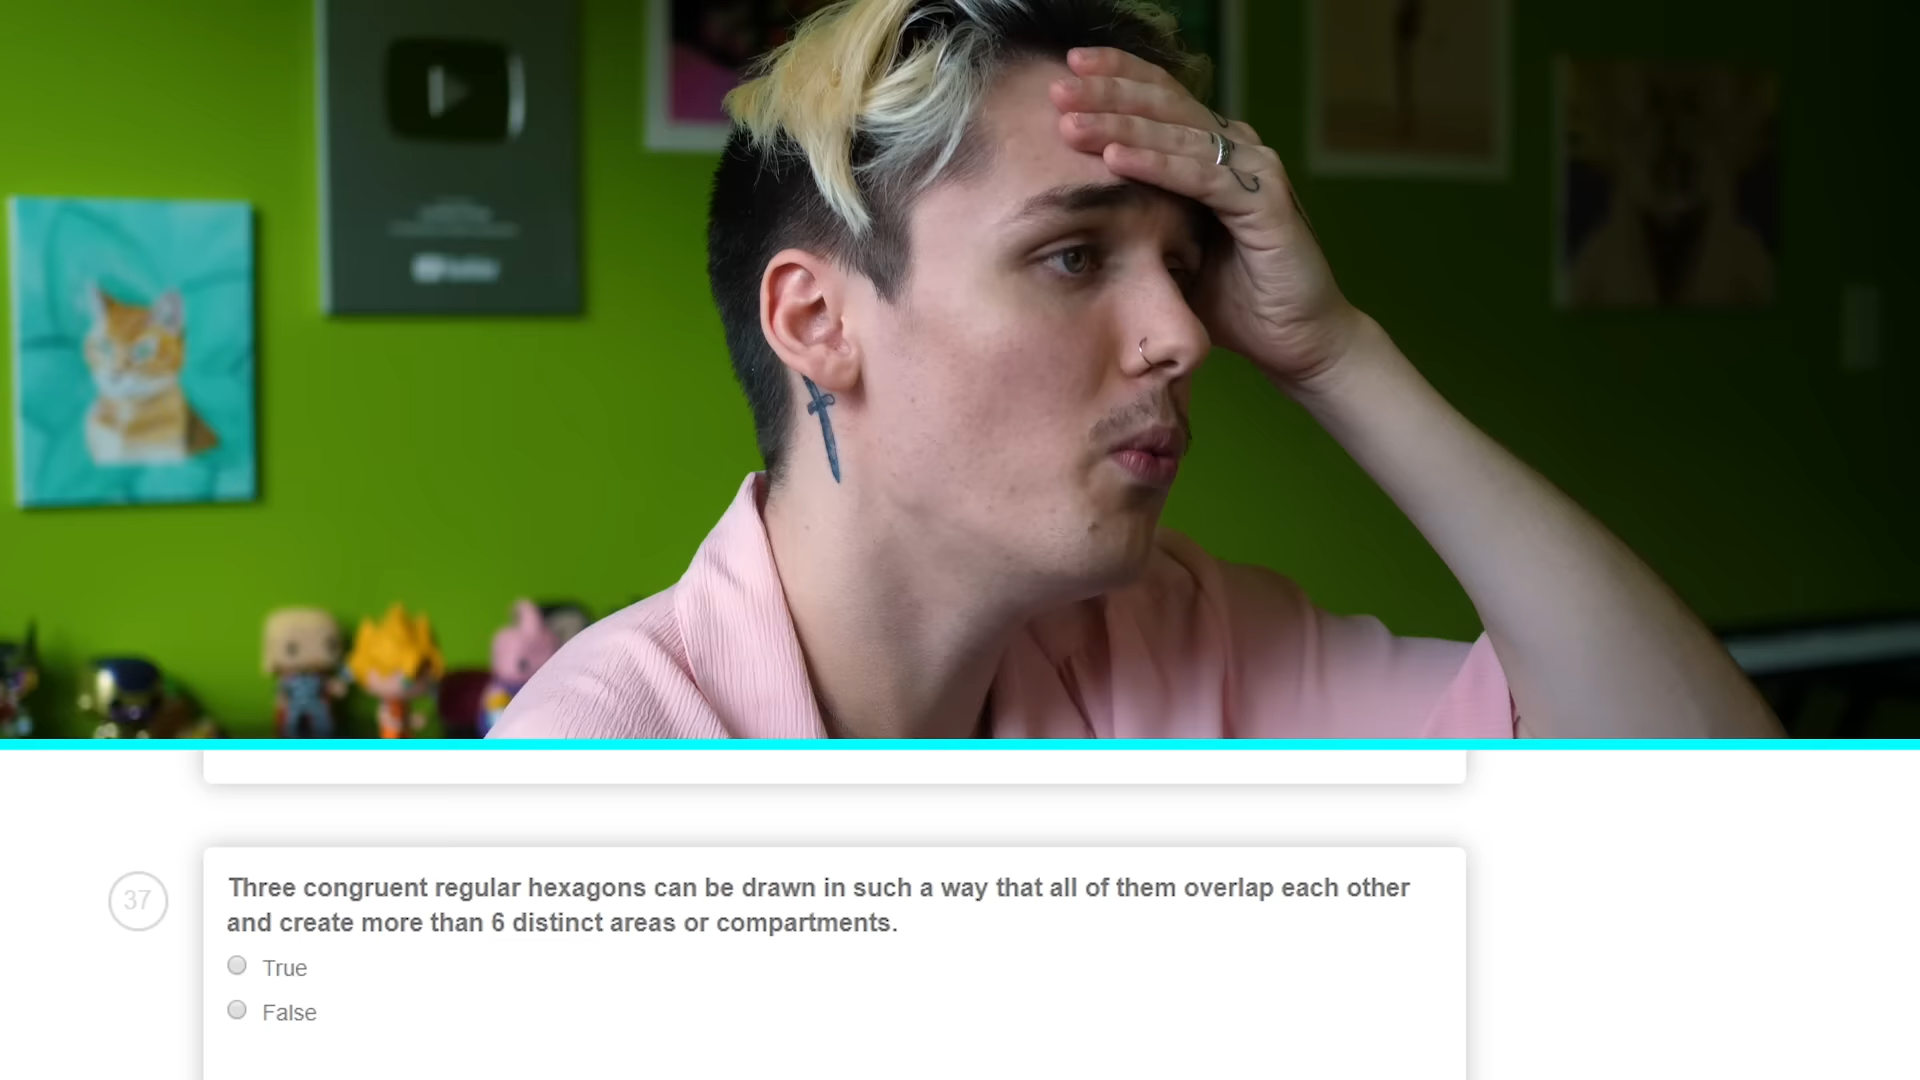 37
Three congruent regular hexagons can be drawn in such a way that all of them overlap each other
and create more than 6 distinct areas or compartments.
True
False